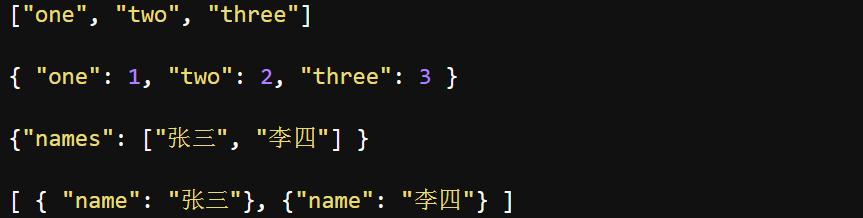 ["one", "two", "three"]
{ "one": 1, "two": 2, "three": 3 }
{"names": ["张三", "李四"] }
[ { "name": "张三"}, {"name": "李四"} ]